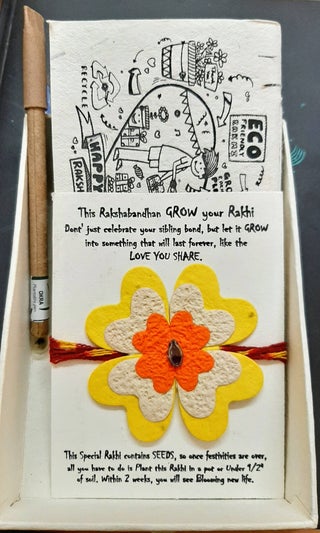 RECYCLE
ECO
FRIENDLY
HAPPY
RAKSH
This Rakshabandhan GROW your Rakhi
Dont' just celebrate your sibling bond, but let it GROW
into something that will last forever, like the
LOVE YOU SHARE.
OKRA
This Special Rakhi contains SEEDS, so once festivities are over,
all you have to do is Plant this Rakhi in a pot or Under 1/2"
of soil. Within 2 weeks, you will see Blooming new life.